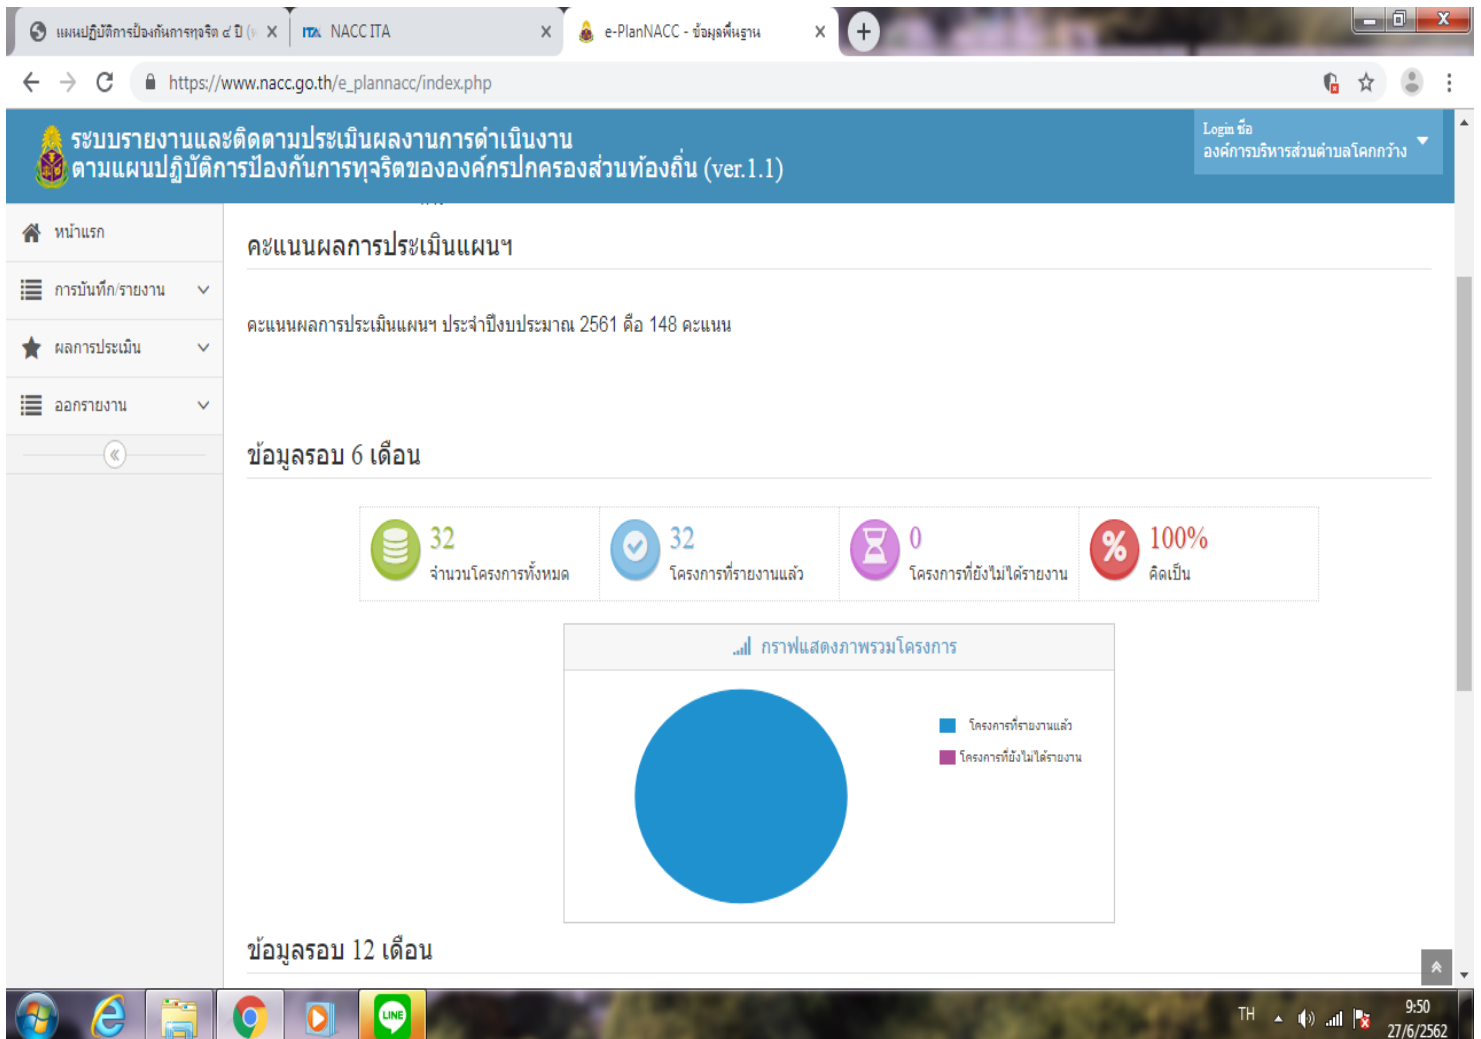 แผนปฏิบัติการป้องกันการทุจริต ๔ ปี (
NACC ITA
e-PlanNACC - ข้อมูลพื้นฐาน
https://www.nacc.go.th/e_plannacc/index.php
ระบบรายงานและติดตามประเมินผลงานการดำเนินงาน
ตามแผนปฏิบัติการป้องกันการทุจริตขององค์กรปกครองส่วนท้องถิ่น (ver.1.1)
Login ชื่อ
องค์การบริหารส่วนตำบลโคกกว้าง
หน้าแรก
การบันทึก/รายงาน
ผลการประเมิน
ออกรายงาน
คะแนนผลการประเมินแผนฯ
คะแนนผลการประเมินแผนฯ ประจำปีงบประมาณ 2561 คือ 148 คะแนน
ข้อมูลรอบ 6 เดือน
32
จำนวนโครงการทั้งหมด
32
โครงการที่รายงานแล้ว
0
โครงการที่ยังไม่ได้รายงาน
100%
คิดเป็น
กราฟแสดงภาพรวมโครงการ
โครงการที่รายงานแล้ว
โครงการที่ยังไม่ได้รายงาน
ข้อมูลรอบ 12 เดือน
LINE
TH
9:50
27/6/2562